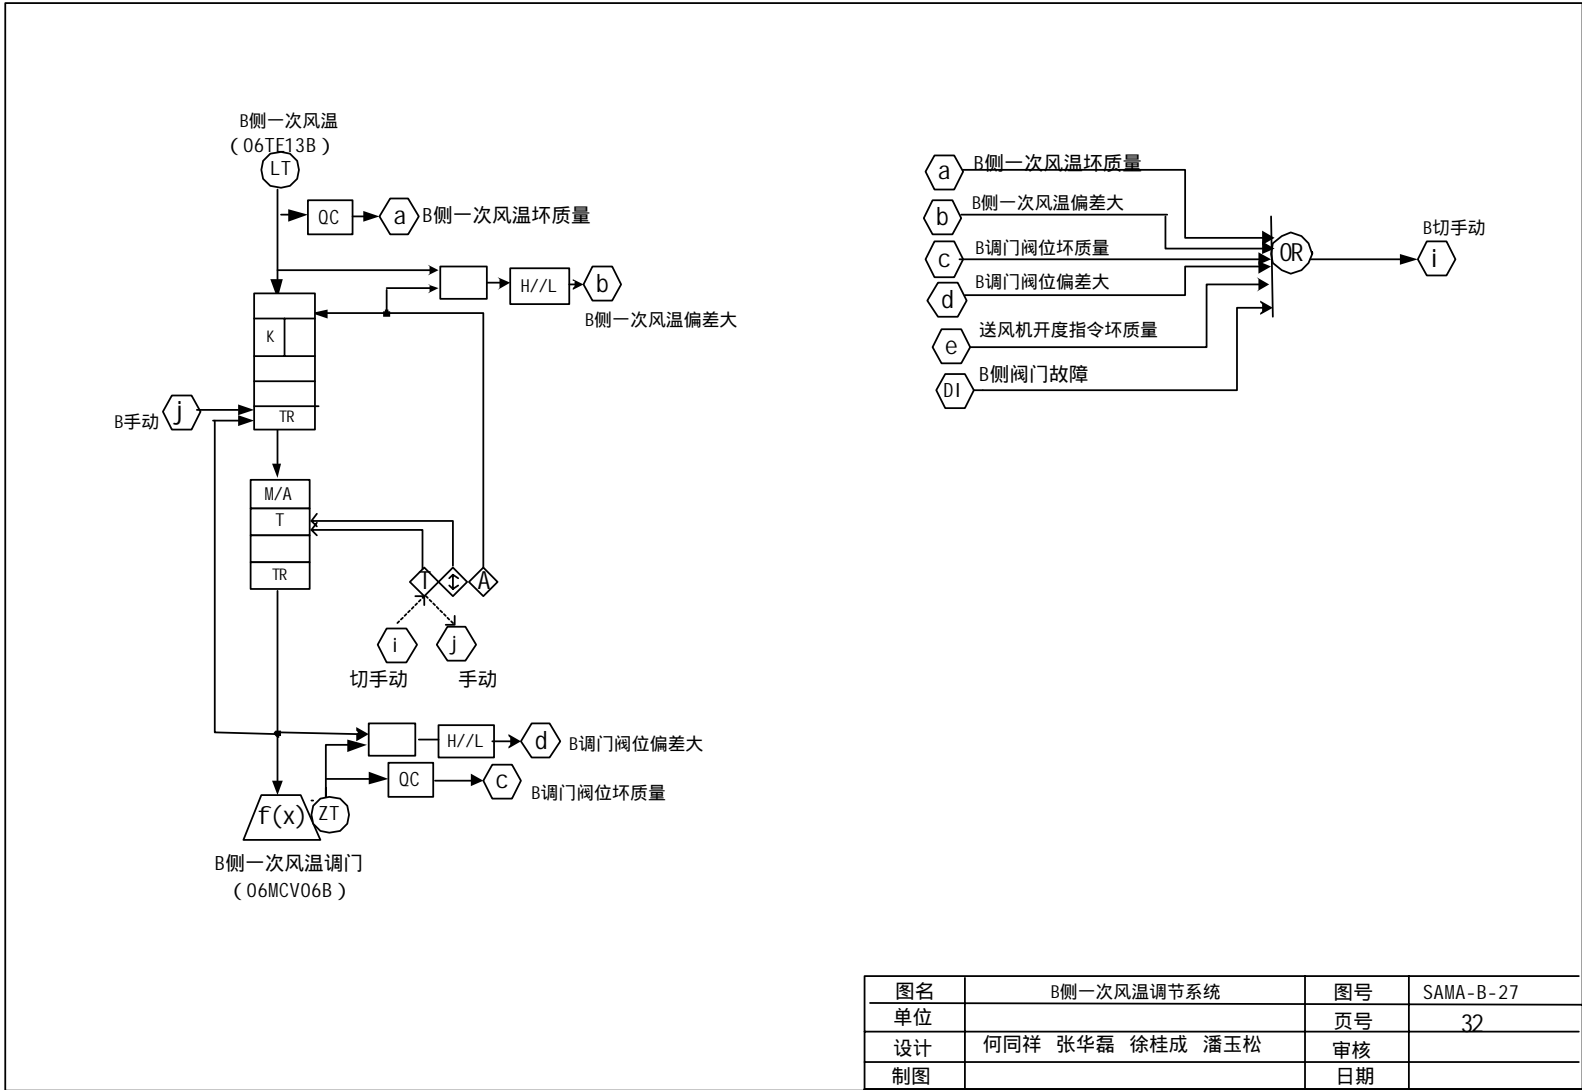 B侧一次风温
（06TE13B）
LT
QC
a
B侧一次风温坏质量
H//L
b
B侧一次风温偏差大
K
TR
B手动
j
M/A
T
TR
T
A
i
j
切手动
手动
H//L
d
B调门阀位偏差大
QC
c
B调门阀位坏质量
f(x)
ZT
B侧一次风温调门
（06MCV06B）
a
B侧一次风温坏质量
b
B侧一次风温偏差大
c
B调门阀位坏质量
d
B调门阀位偏差大
e
送风机开度指令坏质量
DI
B侧阀门故障
OR
B切手动
i
图名 B侧一次风温调节系统 图号 SAMA-B-27
单位 页号 32
设计 何同祥 张华磊 徐桂成 潘玉松 审核
制图 日期